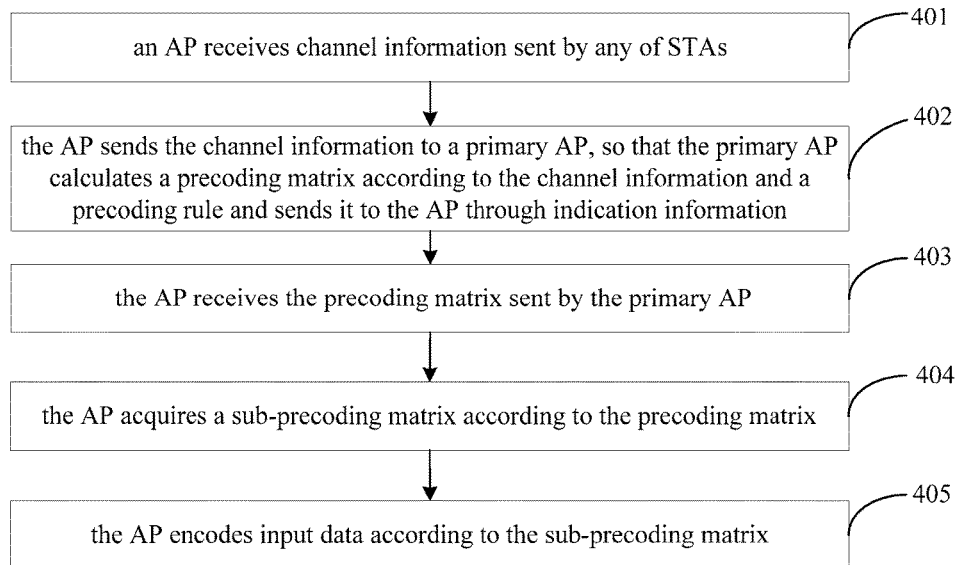 an AP receives channel information sent by any of STAs
401
the AP sends the channel information to a primary AP, so that the primary AP
calculates a precoding matrix according to the channel information and a
precoding rule and sends it to the AP through indication information
402
the AP receives the precoding matrix sent by the primary AP
403
the AP acquires a sub-precoding matrix according to the precoding matrix
404
the AP encodes input data according to the sub-precoding matrix
405